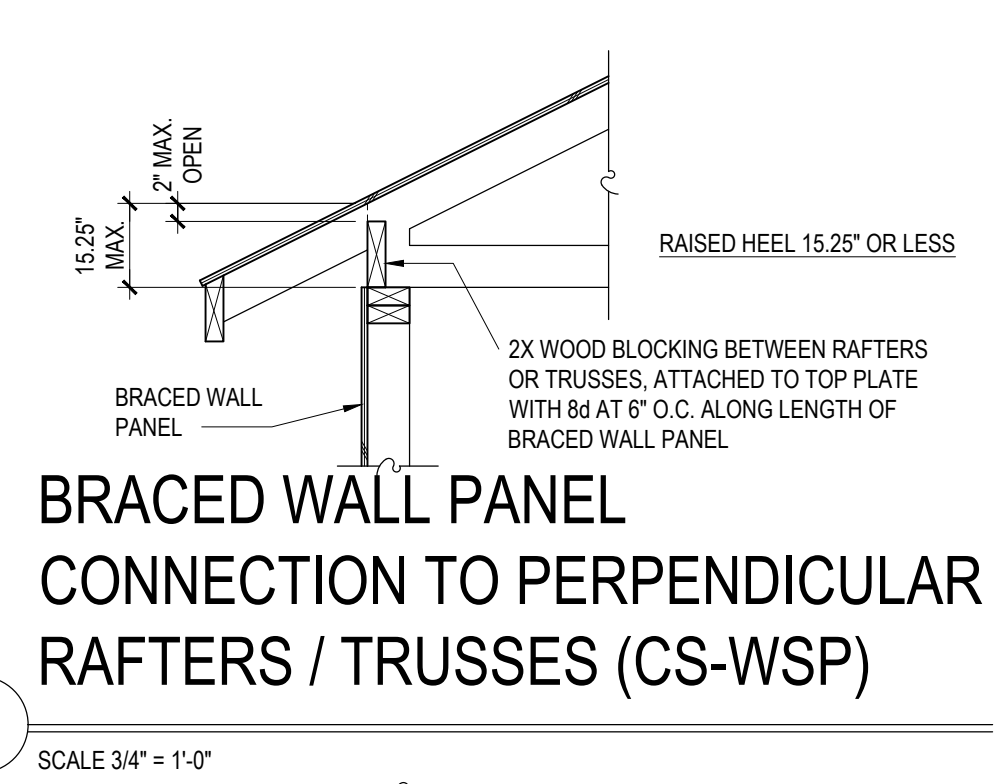 2" MAX.
OPEN
15.25"
MAX.
RAISED HEEL 15.25" OR LESS
2X WOOD BLOCKING BETWEEN RAFTERS
OR TRUSSES, ATTACHED TO TOP PLATE
WITH 8d AT 6" O.C. ALONG LENGTH OF
BRACED WALL PANEL
BRACED WALL
PANEL
BRACED WALL PANEL
CONNECTION TO PERPENDICULAR
RAFTERS / TRUSSES (CS-WSP)
SCALE 3/4" = 1'-0"